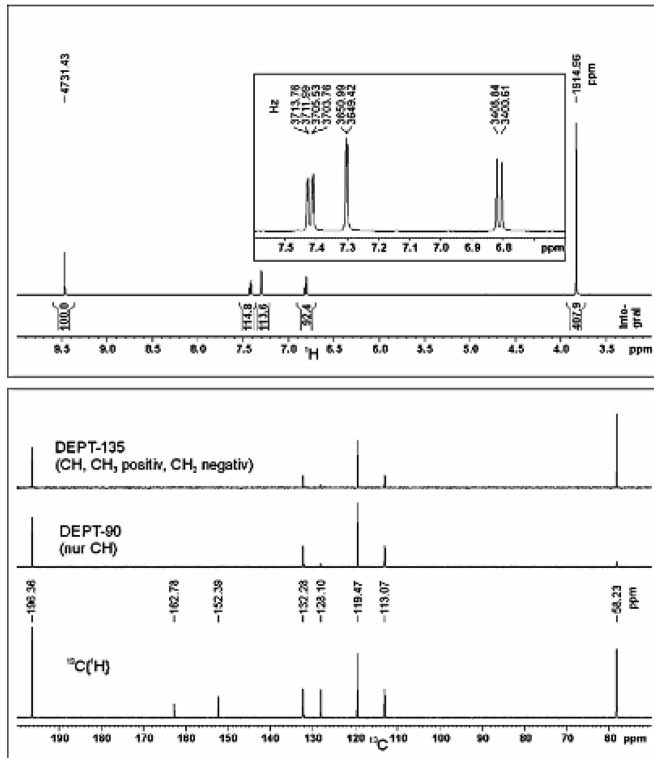 4731.43
1914.96
ppm
Hz
3713.76
3711.99
3705.53
3703.76
3650.99
3649.42
3408.84
3400.61
7.5 7.4 7.3 7.2 7.1 7.0 6.9 6.8 ppm
100.0
114.8
113.6
92.4
407.9
Inte-
gral
9.5 9.0 8.5 8.0 7.5 7.0 6.5 6.0 5.5 5.0 4.5 4.0 3.5 ppm
¹H
DEPT-135
(CH, CH₃ positiv, CH₂ negativ)
DEPT-90
(nur CH)
196.36
162.78
152.39
132.28
128.10
119.47
113.07
58.23
ppm
¹³C{¹H}
190 180 170 160 150 140 130 120 110 100 90 80 70 60 ppm
¹³C